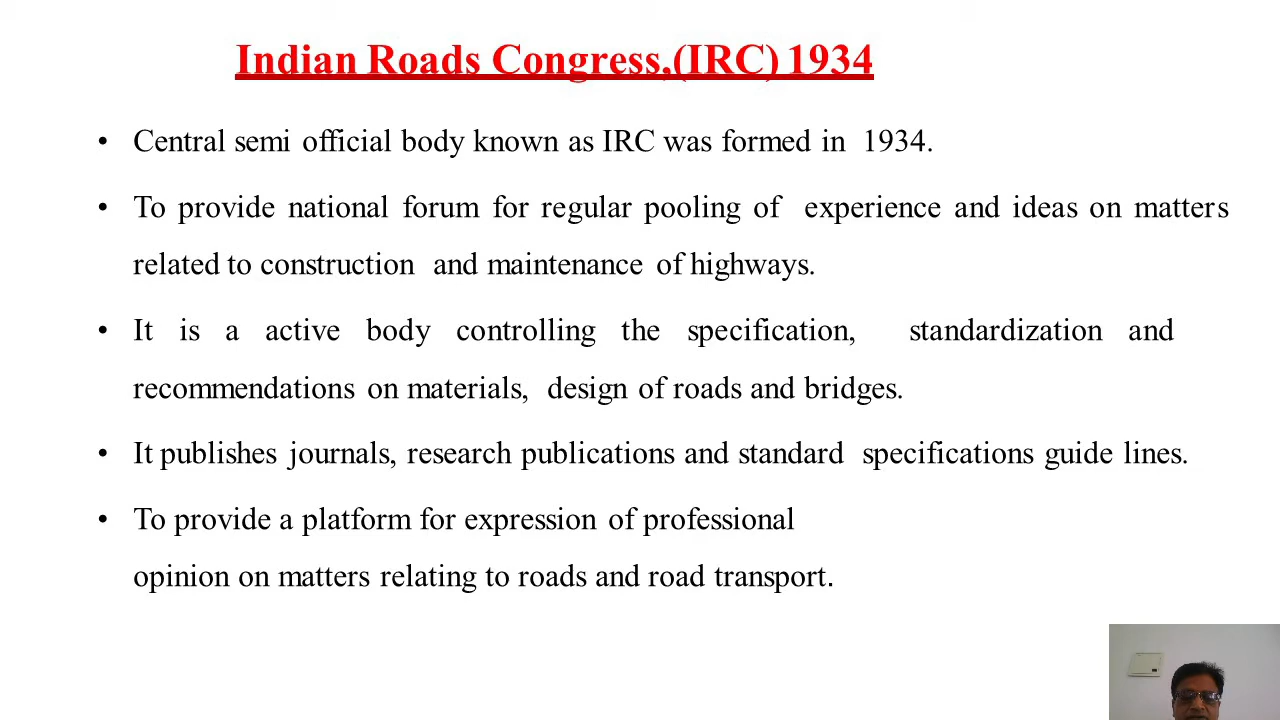 Indian Roads Congress,(IRC) 1934
• Central semi official body known as IRC was formed in 1934.
• To provide national forum for regular pooling of experience and ideas on matters
related to construction and maintenance of highways.
• It is a active body controlling the specification, standardization and
recommendations on materials, design of roads and bridges.
• It publishes journals, research publications and standard specifications guide lines.
• To provide a platform for expression of professional
opinion on matters relating to roads and road transport.